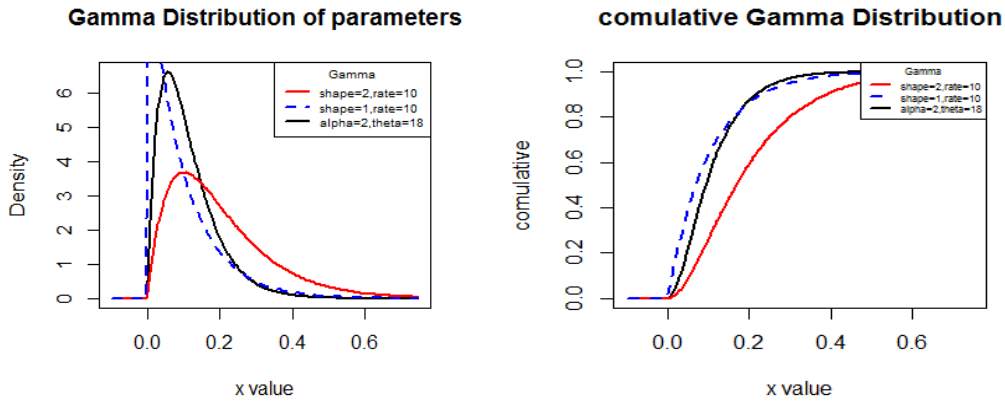 Gamma Distribution of parameters
Density
6
5
4
3
2
1
0
Gamma
shape=2,rate=10
shape=1,rate=10
alpha=2,theta=18
0.0 0.2 0.4 0.6
x value
comulative Gamma Distribution
comulative
1.0
0.8
0.6
0.4
0.2
0.0
Gamma
shape=2,rate=10
shape=1,rate=10
alpha=2,theta=18
0.0 0.2 0.4 0.6
x value